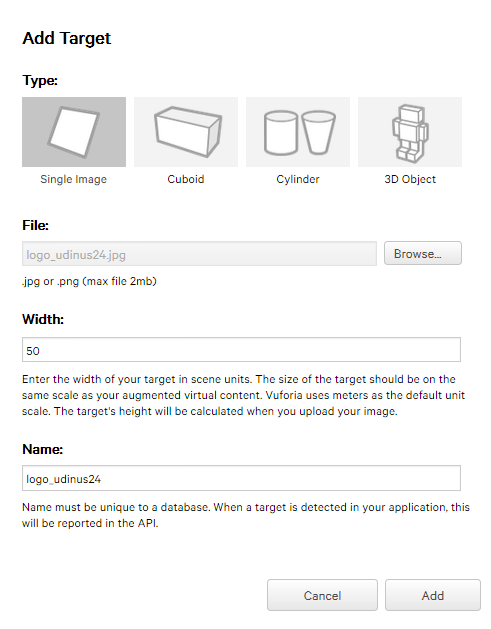 Add Target
Type:
Single Image
Cuboid
Cylinder
3D Object
File:
logo_udinus24.jpg
Browse...
.jpg or .png (max file 2mb)
Width:
50
Enter the width of your target in scene units. The size of the target should be on the
same scale as your augmented virtual content. Vuforia uses meters as the default unit
scale. The target's height will be calculated when you upload your image.
Name:
logo_udinus24
Name must be unique to a database. When a target is detected in your application, this
will be reported in the API.
Cancel
Add